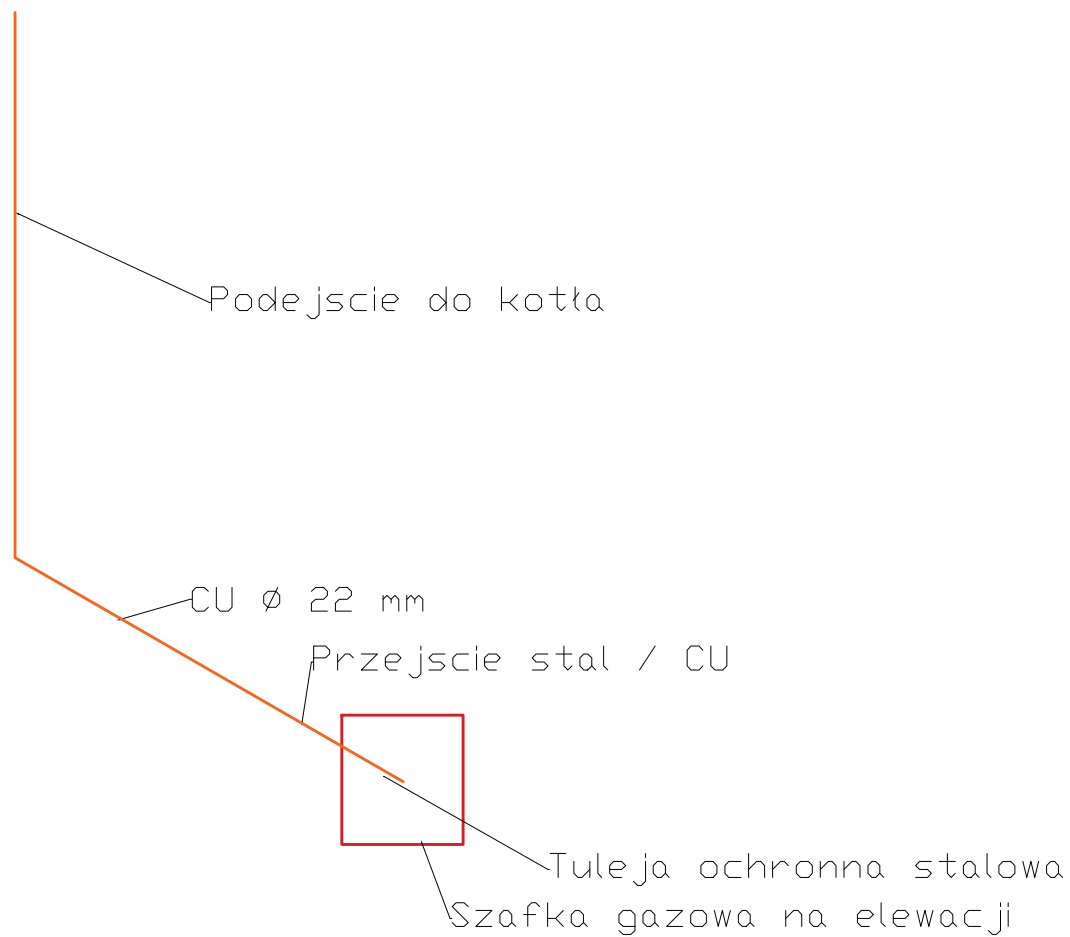 Podejscie do kotła
CU Ø 22 mm
Przejscie stal / CU
Tuleja ochronna stalowa
Szafka gazowa na elewacji